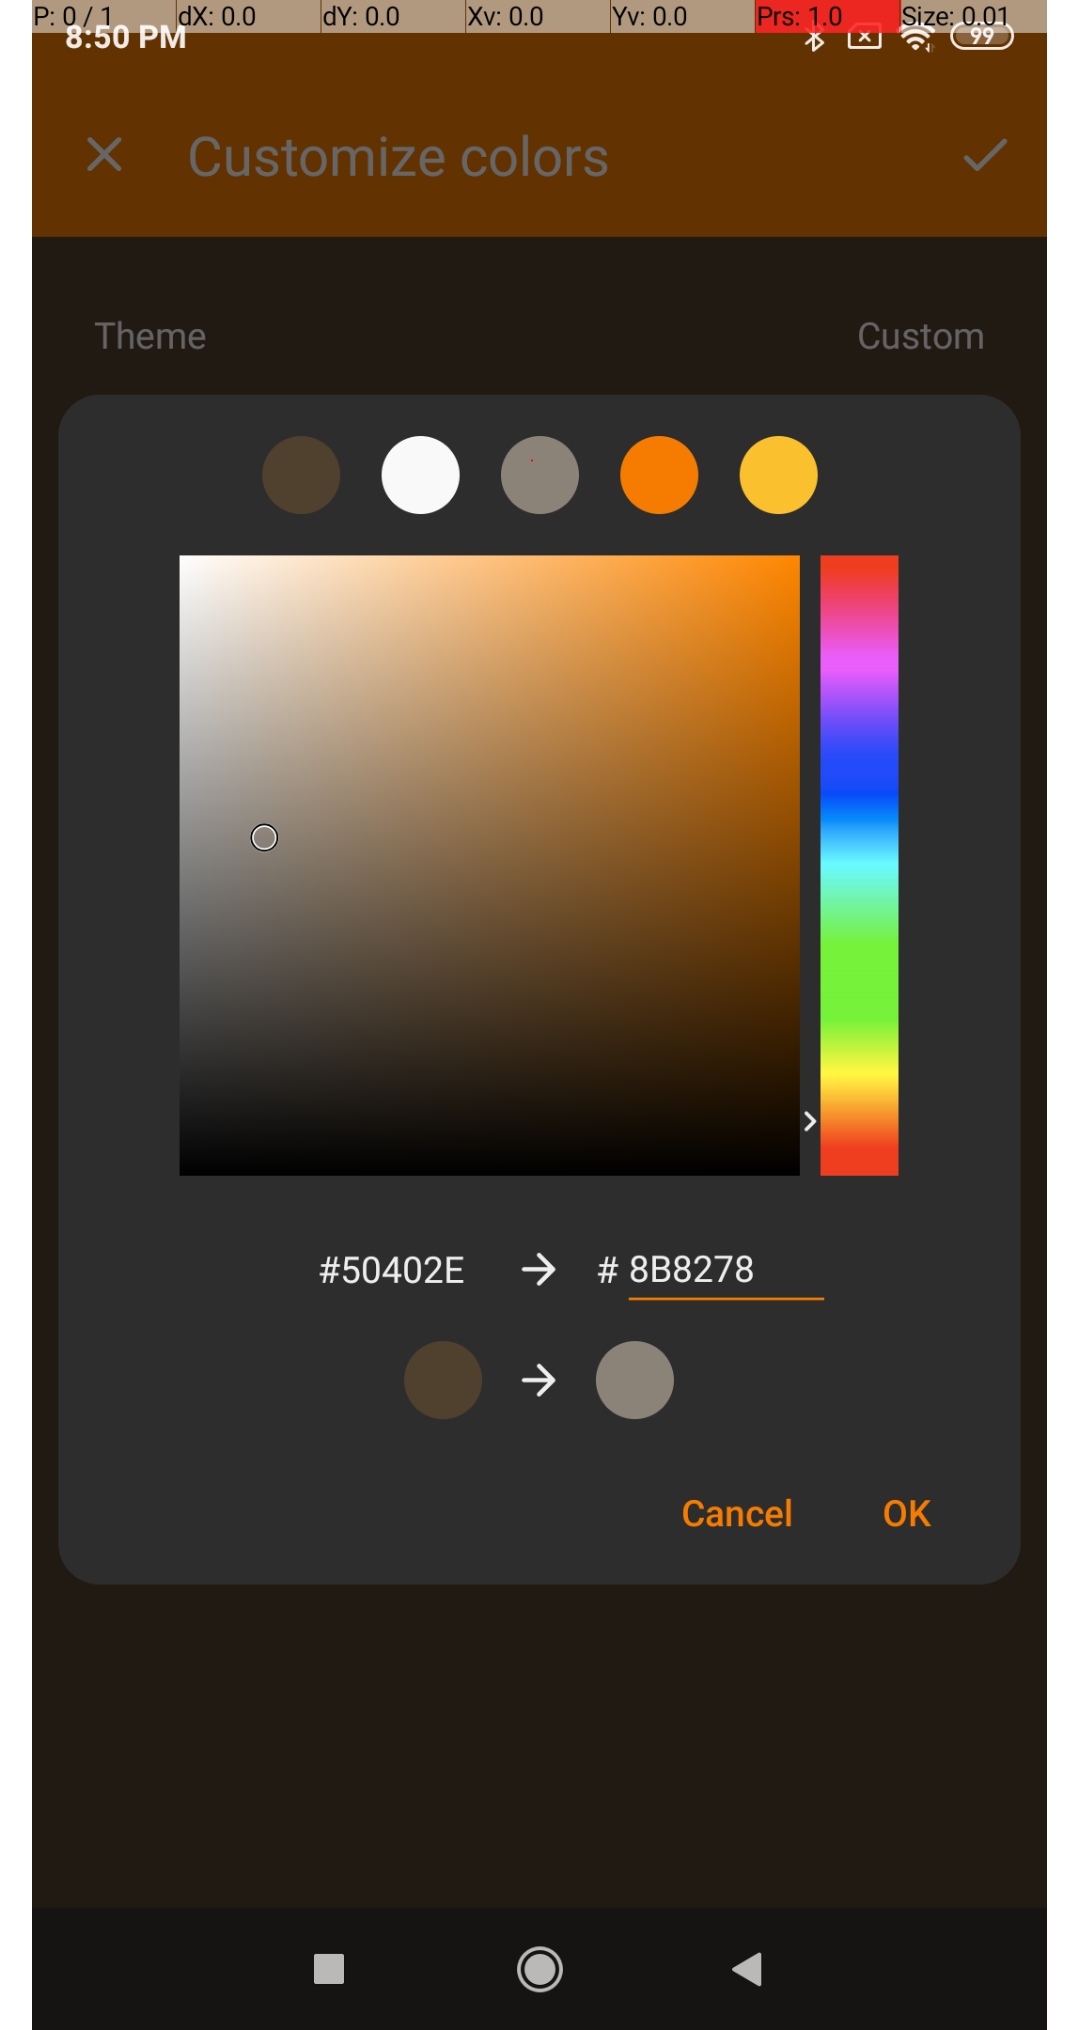 P: 0 / 1 dX: 0.0 dY: 0.0 Xv: 0.0 Yv: 0.0 Prs: 1.0 Size: 0.01
8:50 PM 99
Customize colors
Theme Custom
#50402E # 8B8278
Cancel OK